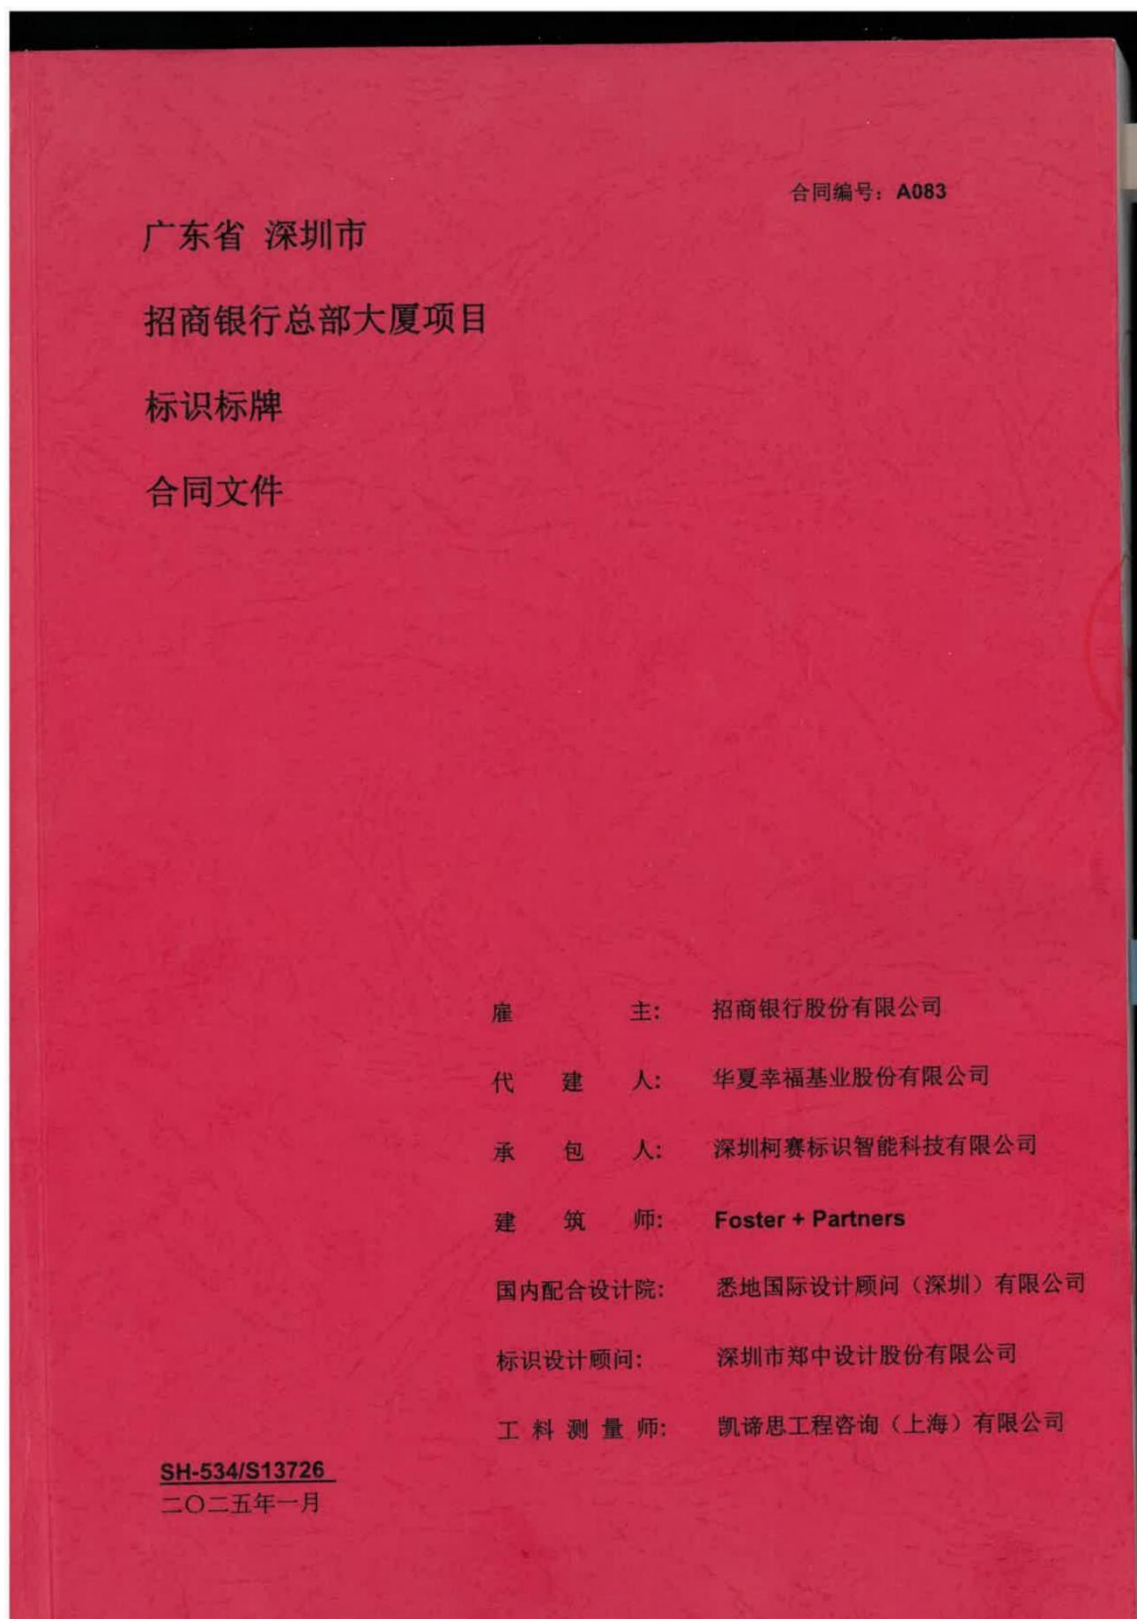 合同编号：A083
广东省 深圳市
招商银行总部大厦项目
标识标牌
合同文件
雇主： 招商银行股份有限公司
代建人： 华夏幸福基业股份有限公司
承包人： 深圳柯赛标识智能科技有限公司
建筑师： Foster + Partners
国内配合设计院： 悉地国际设计顾问（深圳）有限公司
标识设计顾问： 深圳市郑中设计股份有限公司
工料测量师： 凯谛思工程咨询（上海）有限公司
SH-534/S13726
二〇二五年一月